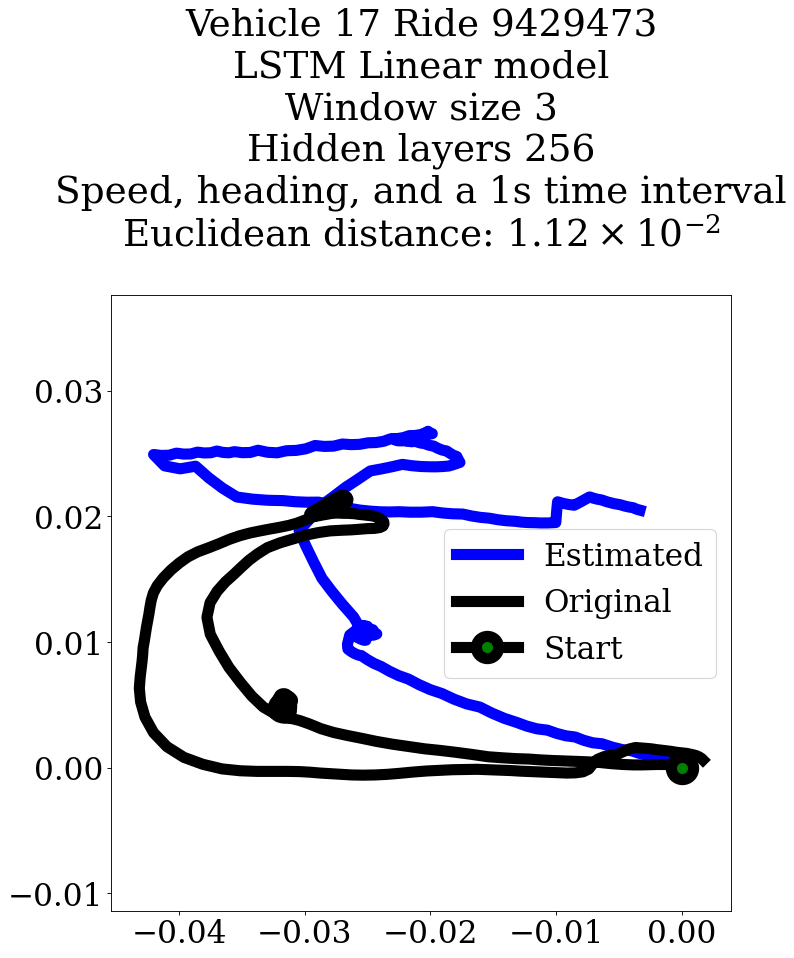 Vehicle 17 Ride 9429473
LSTM Linear model
Window size 3
Hidden layers 256
Speed, heading, and a 1s time interval
Euclidean distance: 1.12 × 10⁻²
0.03
0.02
0.01
0.00
−0.01
Estimated
Original
Start
−0.04 −0.03 −0.02 −0.01 0.00